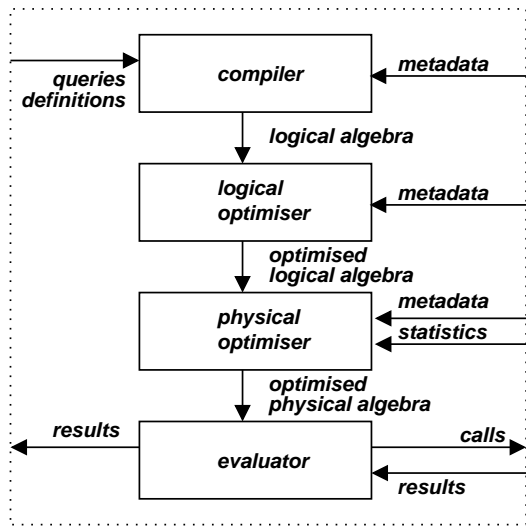 compiler
metadata
queries
definitions
logical algebra
logical
optimiser
metadata
optimised
logical algebra
physical
optimiser
metadata
statistics
optimised
physical algebra
results
evaluator
calls
results